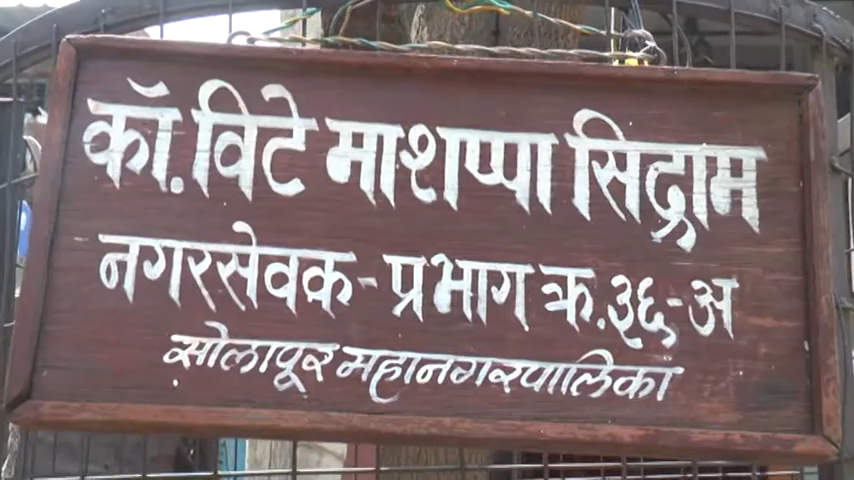 कॉ.विटे माशप्पा सिद्राम
नगरसेवक-प्रभाग क्र.३६-अ
सोलापूर महानगरपालिका